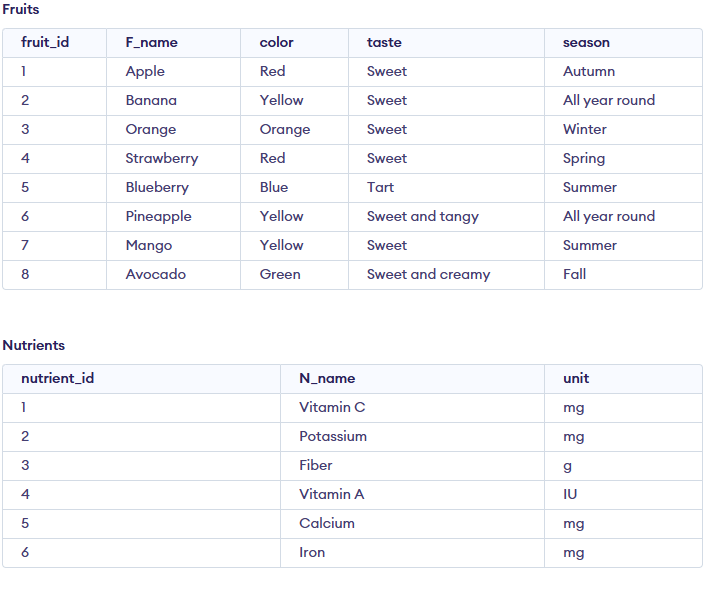 Fruits
fruit_id F_name color taste season
1 Apple Red Sweet Autumn
2 Banana Yellow Sweet All year round
3 Orange Orange Sweet Winter
4 Strawberry Red Sweet Spring
5 Blueberry Blue Tart Summer
6 Pineapple Yellow Sweet and tangy All year round
7 Mango Yellow Sweet Summer
8 Avocado Green Sweet and creamy Fall
Nutrients
nutrient_id N_name unit
1 Vitamin C mg
2 Potassium mg
3 Fiber g
4 Vitamin A IU
5 Calcium mg
6 Iron mg